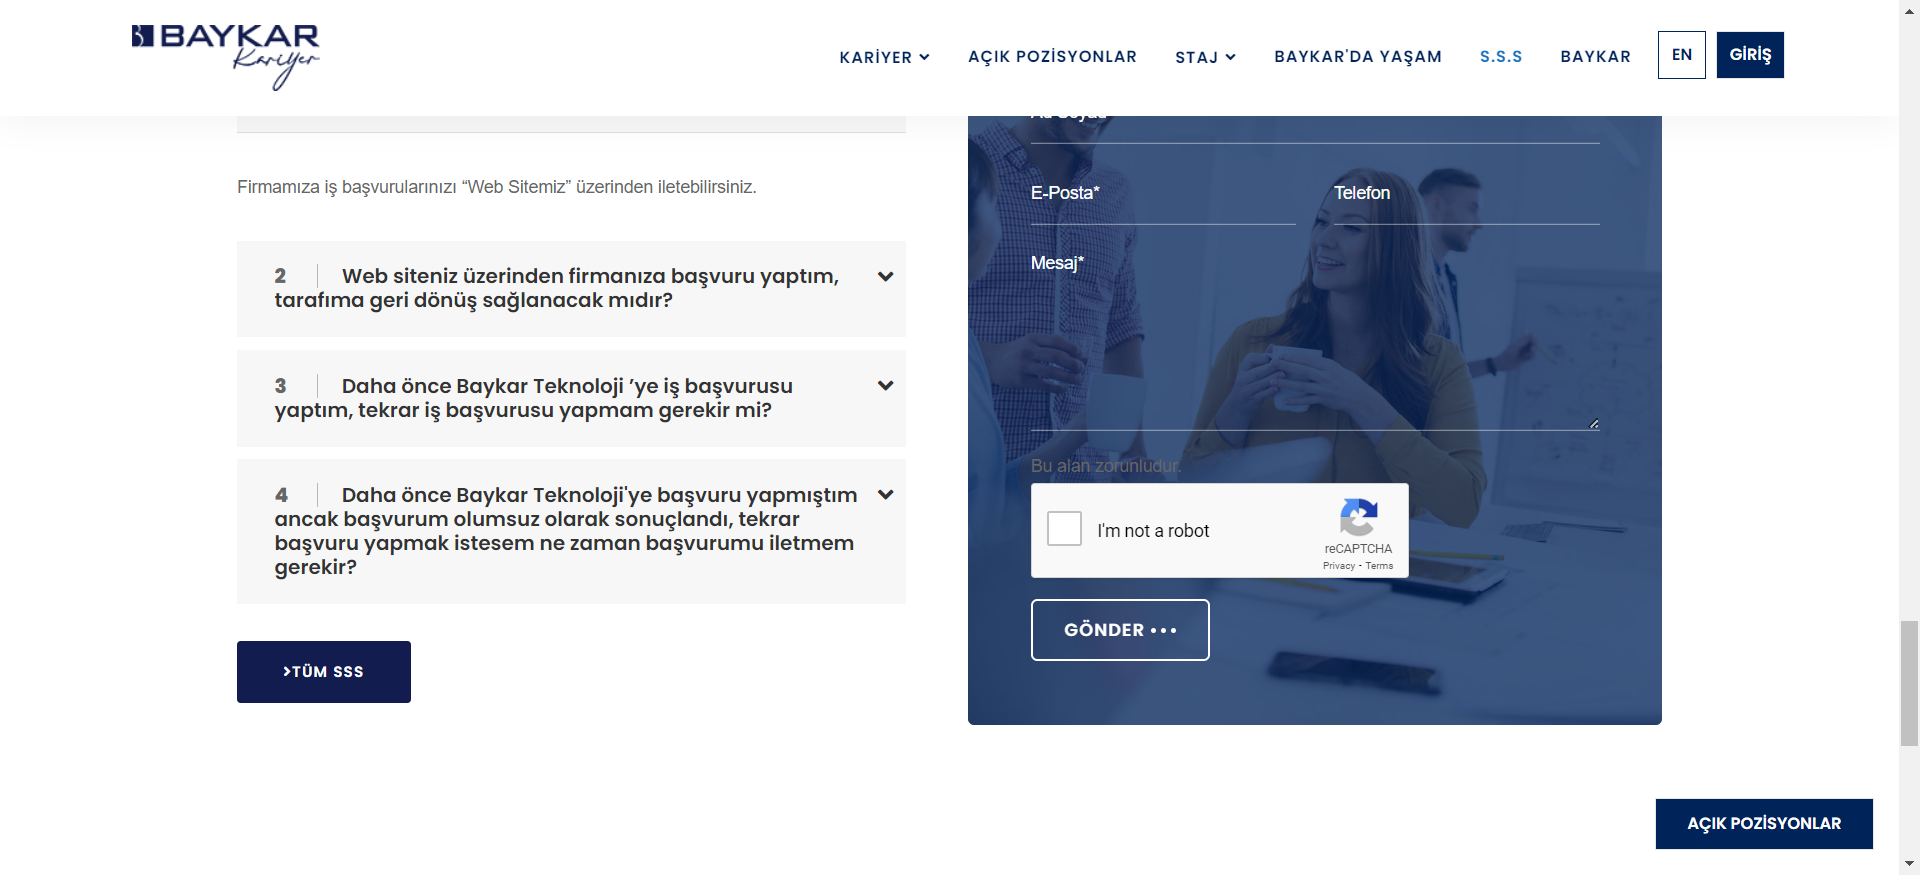 BAYKAR
Kariyer
KARİYER
AÇIK POZİSYONLAR
STAJ
BAYKAR'DA YAŞAM
S.S.S
BAYKAR
EN
GİRİŞ
Firmamıza iş başvurularınızı “Web Sitemiz” üzerinden iletebilirsiniz.
2 Web siteniz üzerinden firmanıza başvuru yaptım,
tarafıma geri dönüş sağlanacak mıdır?
3 Daha önce Baykar Teknoloji ’ye iş başvurusu
yaptım, tekrar iş başvurusu yapmam gerekir mi?
4 Daha önce Baykar Teknoloji'ye başvuru yapmıştım
ancak başvurum olumsuz olarak sonuçlandı, tekrar
başvuru yapmak istesem ne zaman başvurumu iletmem
gerekir?
>TÜM SSS
E-Posta*
Telefon
Mesaj*
Bu alan zorunludur.
I'm not a robot
reCAPTCHA
Privacy - Terms
GÖNDER •••
AÇIK POZİSYONLAR